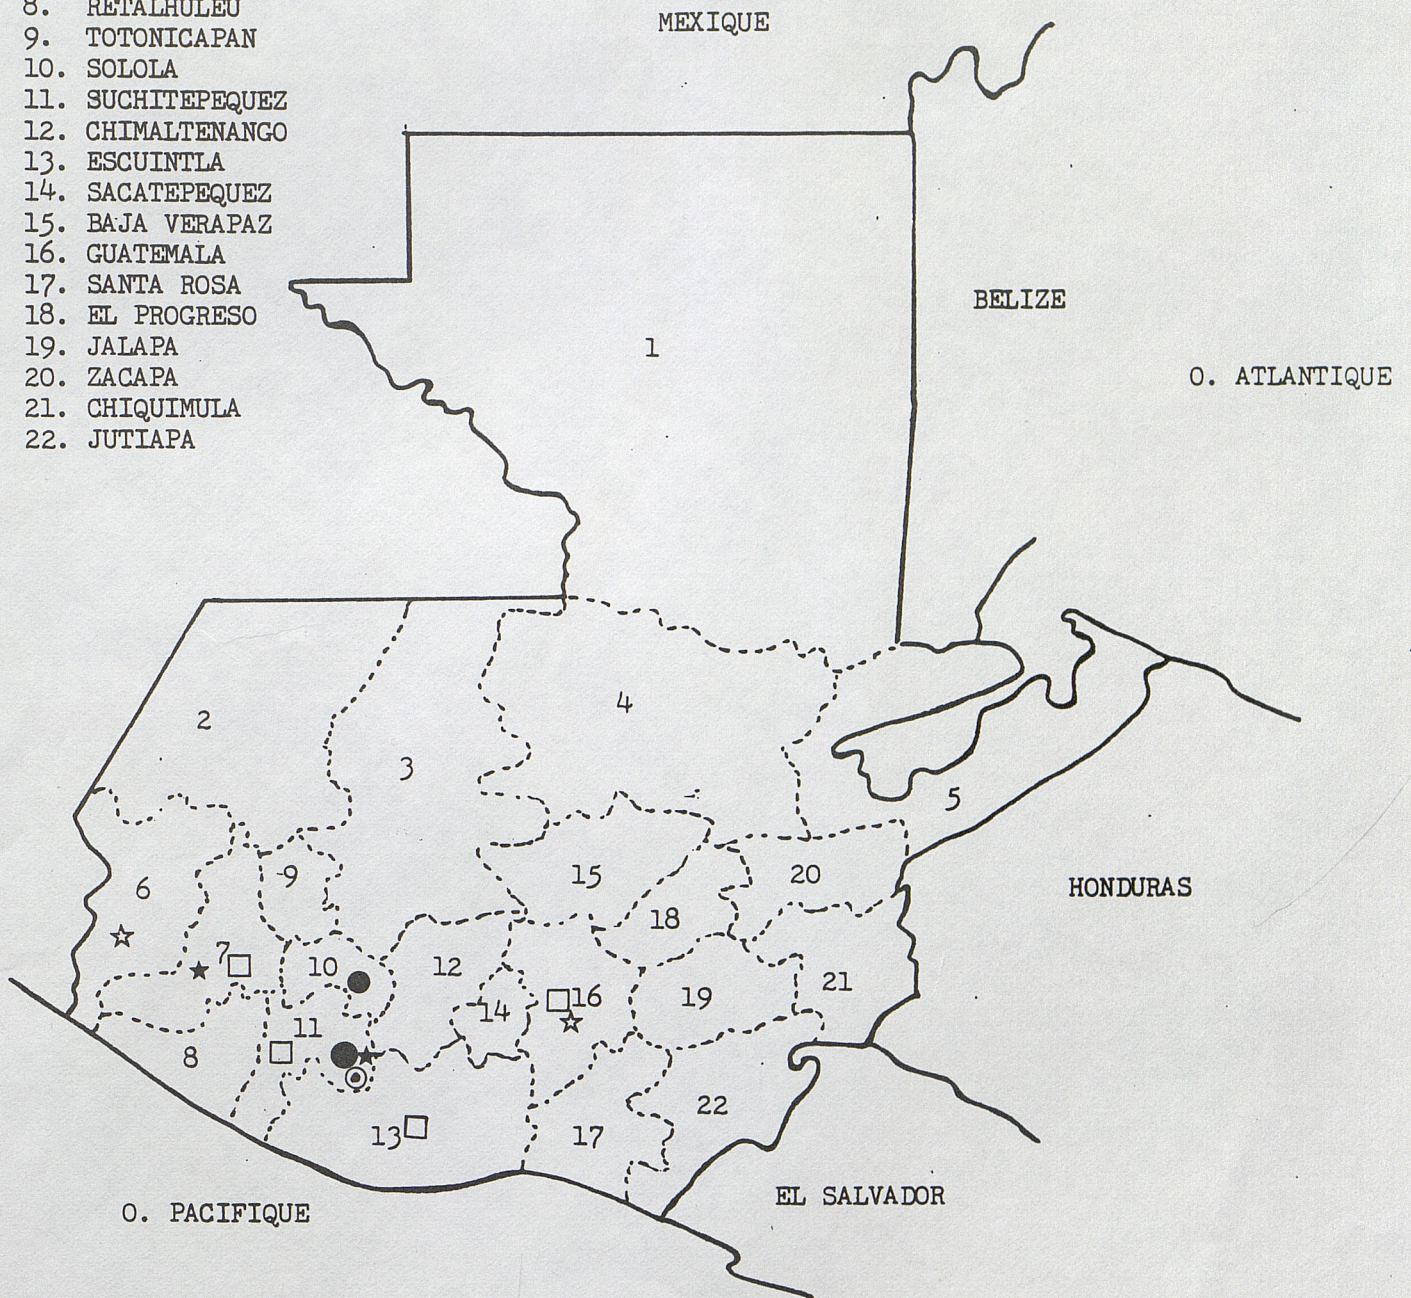 8. RETALHULEU
9. TOTONICAPAN
10. SOLOLA
11. SUCHITEPEQUEZ
12. CHIMALTENANGO
13. ESCUINTLA
14. SACATEPEQUEZ
15. BAJA VERAPAZ
16. GUATEMALA
17. SANTA ROSA
18. EL PROGRESO
19. JALAPA
20. ZACAPA
21. CHIQUIMULA
22. JUTIAPA
MEXIQUE
BELIZE
O. ATLANTIQUE
1
2
3
4
5
6
7
8
9
10
11
12
13
14
15
16
17
18
19
20
21
22
HONDURAS
EL SALVADOR
O. PACIFIQUE